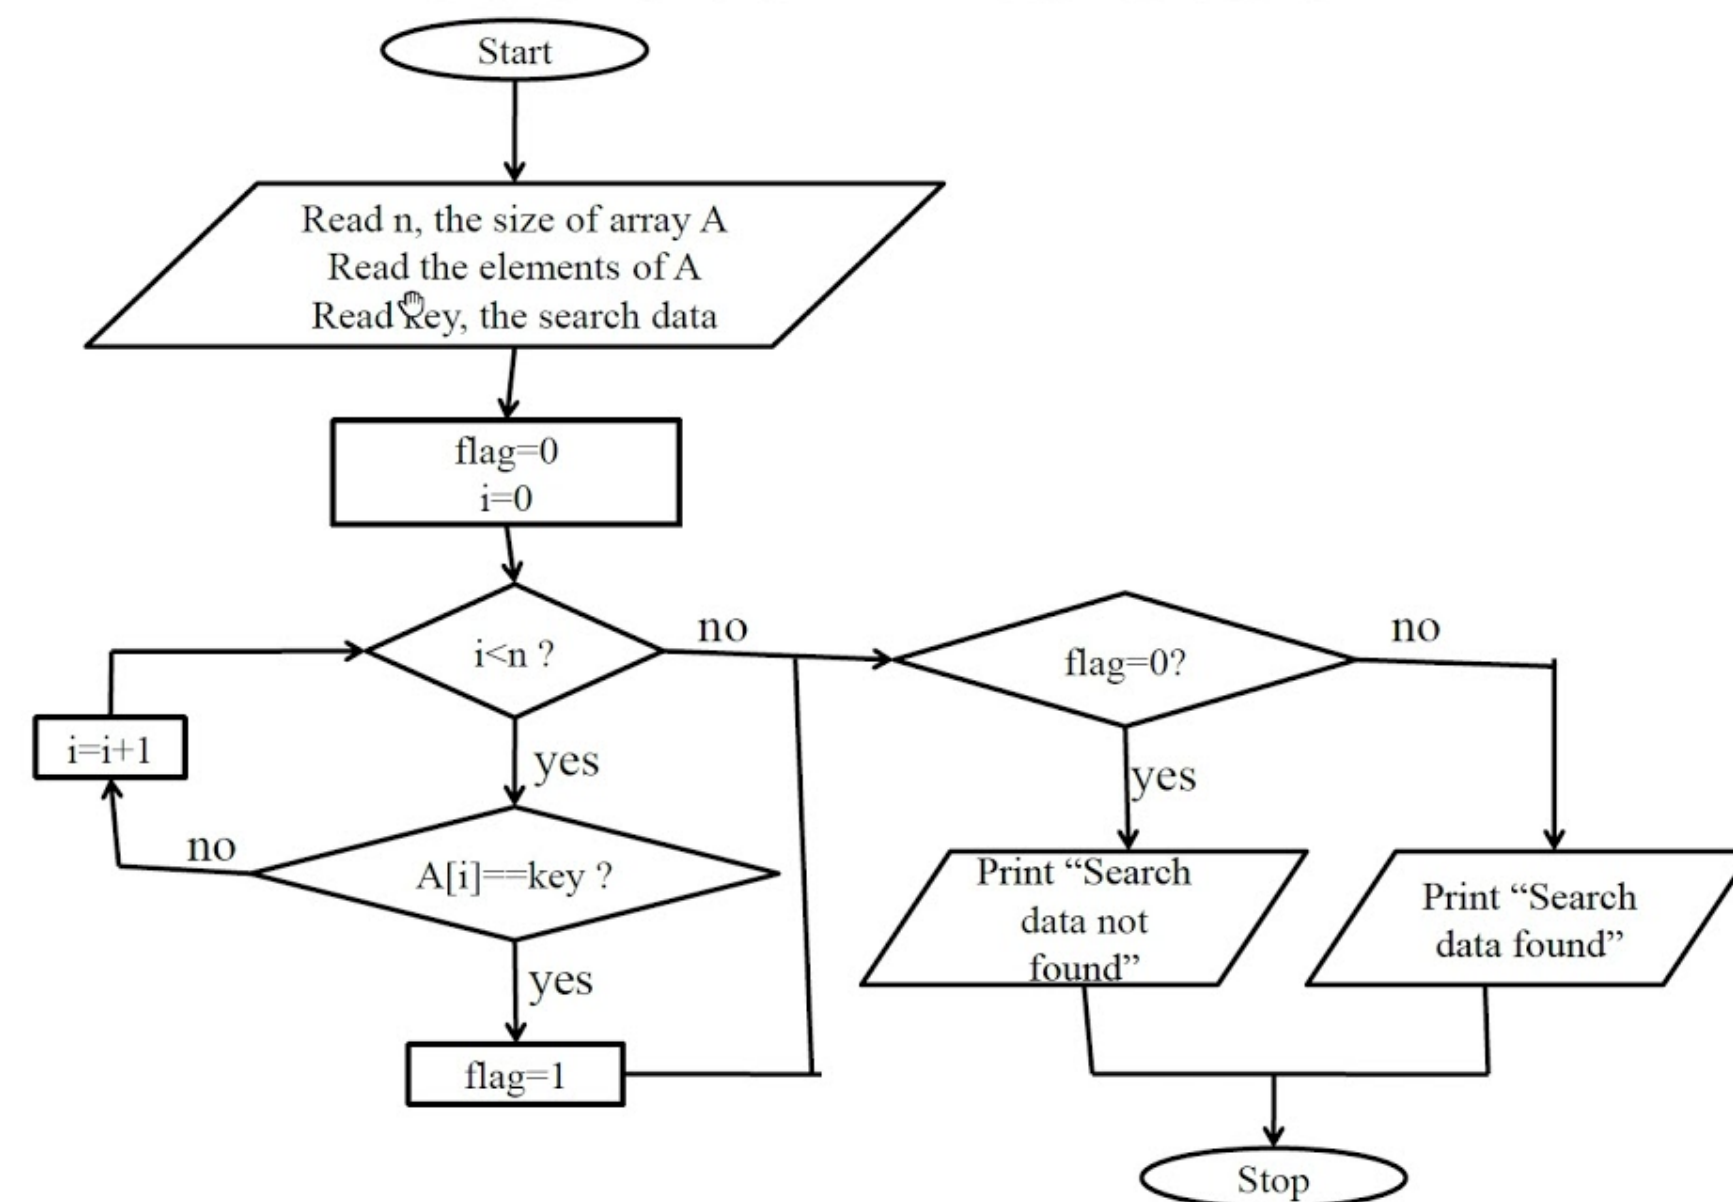 Start
Read n, the size of array A
Read the elements of A
Read key, the search data
flag=0
i=0
i<n ?
no
flag=0?
no
i=i+1
yes
yes
no
A[i]==key ?
Print “Search
data not
found”
Print “Search
data found”
yes
flag=1
Stop